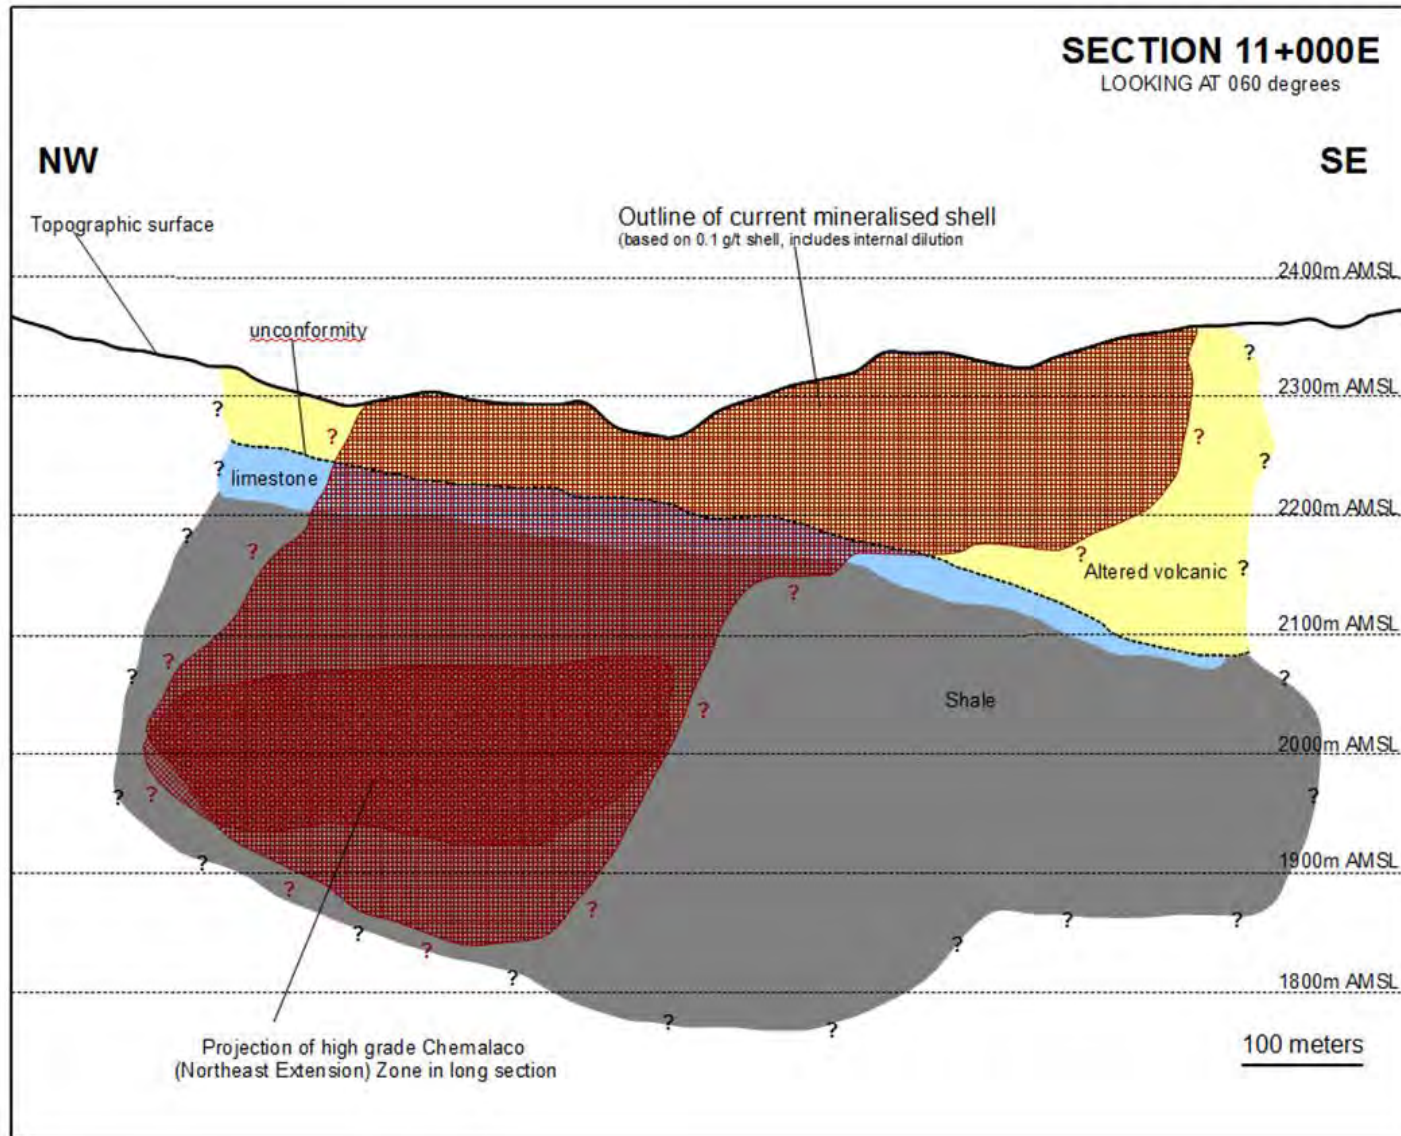 SECTION 11+000E
LOOKING AT 060 degrees
NW
SE
Topographic surface
Outline of current mineralised shell
(based on 0.1 g/t shell, includes internal dilution
2400m AMSL
unconformity
2300m AMSL
?
?
?
?
?
?
?
limestone
2200m AMSL
?
?
?
Altered volcanic
?
?
2100m AMSL
?
?
?
Shale
?
2000m AMSL
?
?
?
?
1900m AMSL
?
?
?
?
?
?
?
?
?
1800m AMSL
?
?
Projection of high grade Chemalaco
(Northeast Extension) Zone in long section
100 meters